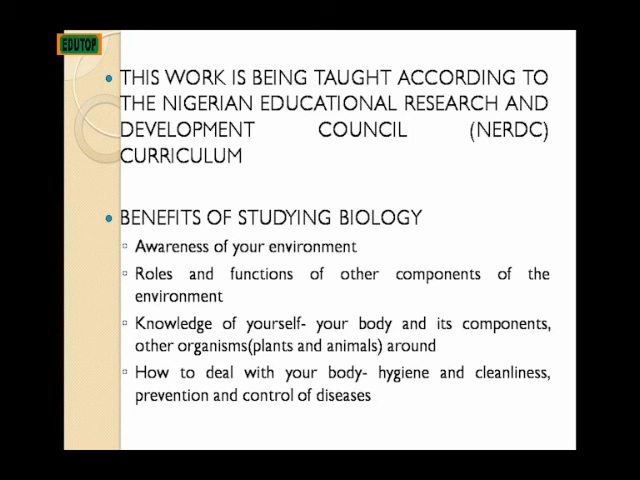 EDUTOP
THIS WORK IS BEING TAUGHT ACCORDING TO
THE NIGERIAN EDUCATIONAL RESEARCH AND
DEVELOPMENT COUNCIL (NERDC)
CURRICULUM
BENEFITS OF STUDYING BIOLOGY
Awareness of your environment
Roles and functions of other components of the
environment
Knowledge of yourself- your body and its components,
other organisms(plants and animals) around
How to deal with your body- hygiene and cleanliness,
prevention and control of diseases